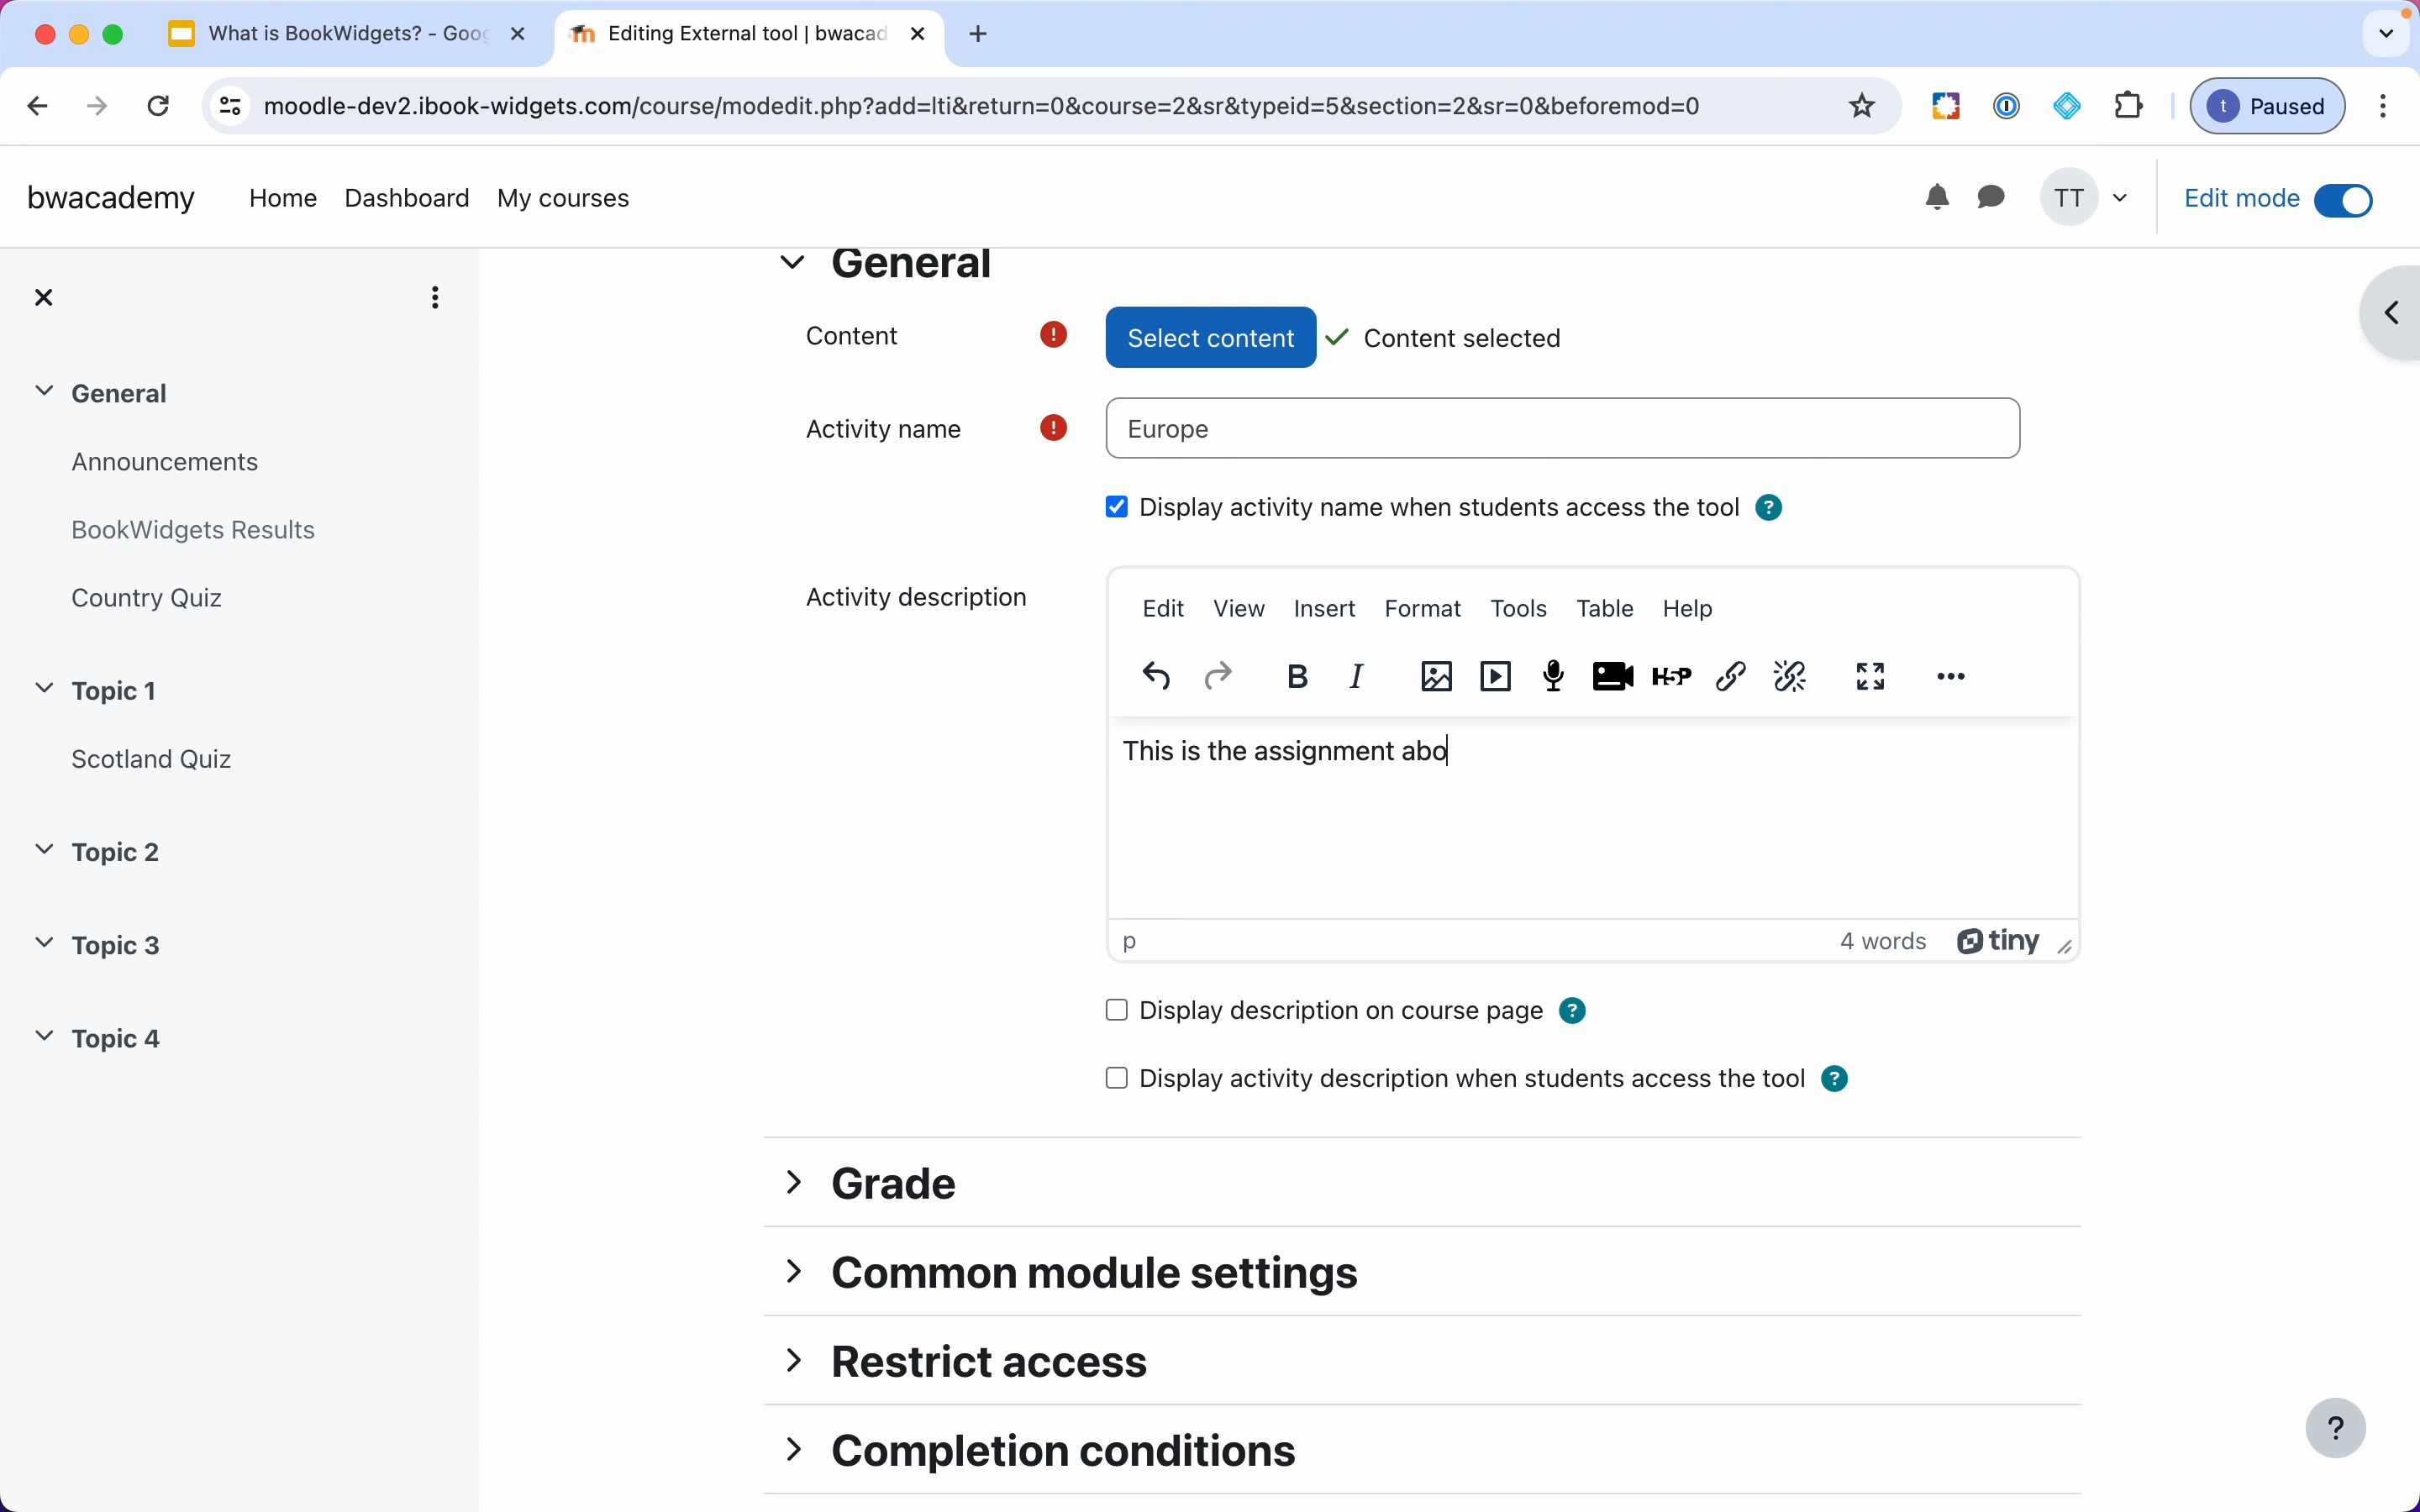 What is BookWidgets? - Goog
Editing External tool | bwacad
moodle-dev2.ibook-widgets.com/course/modedit.php?add=lti&return=0&course=2&sr&typeid=5&section=2&sr=0&beforemod=0
t Paused
bwacademy Home Dashboard My courses
TT Edit mode
General
Announcements
BookWidgets Results
Country Quiz
Topic 1
Scotland Quiz
Topic 2
Topic 3
Topic 4
General
Content ! Select content Content selected
Activity name ! Europe
Display activity name when students access the tool ?
Activity description
Edit View Insert Format Tools Table Help
B I H5P
This is the assignment abo
p 4 words tiny
Display description on course page ?
Display activity description when students access the tool ?
Grade
Common module settings
Restrict access
Completion conditions
?